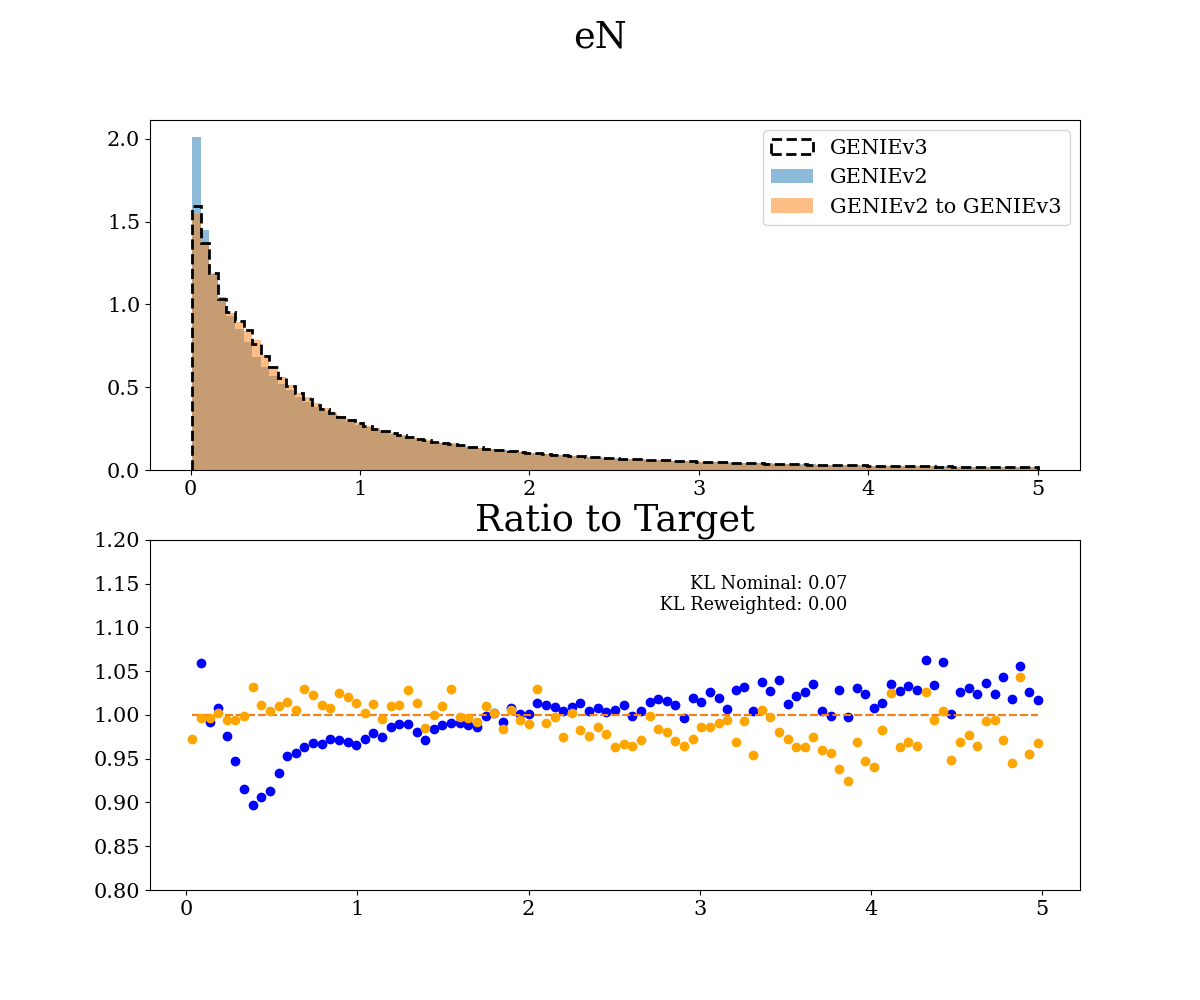 eN
2.0
1.5
1.0
0.5
0.0
GENIEv3
GENIEv2
GENIEv2 to GENIEv3
0 1 2 3 4 5
Ratio to Target
1.20
1.15
1.10
1.05
1.00
0.95
0.90
0.85
0.80
KL Nominal: 0.07
KL Reweighted: 0.00
0 1 2 3 4 5